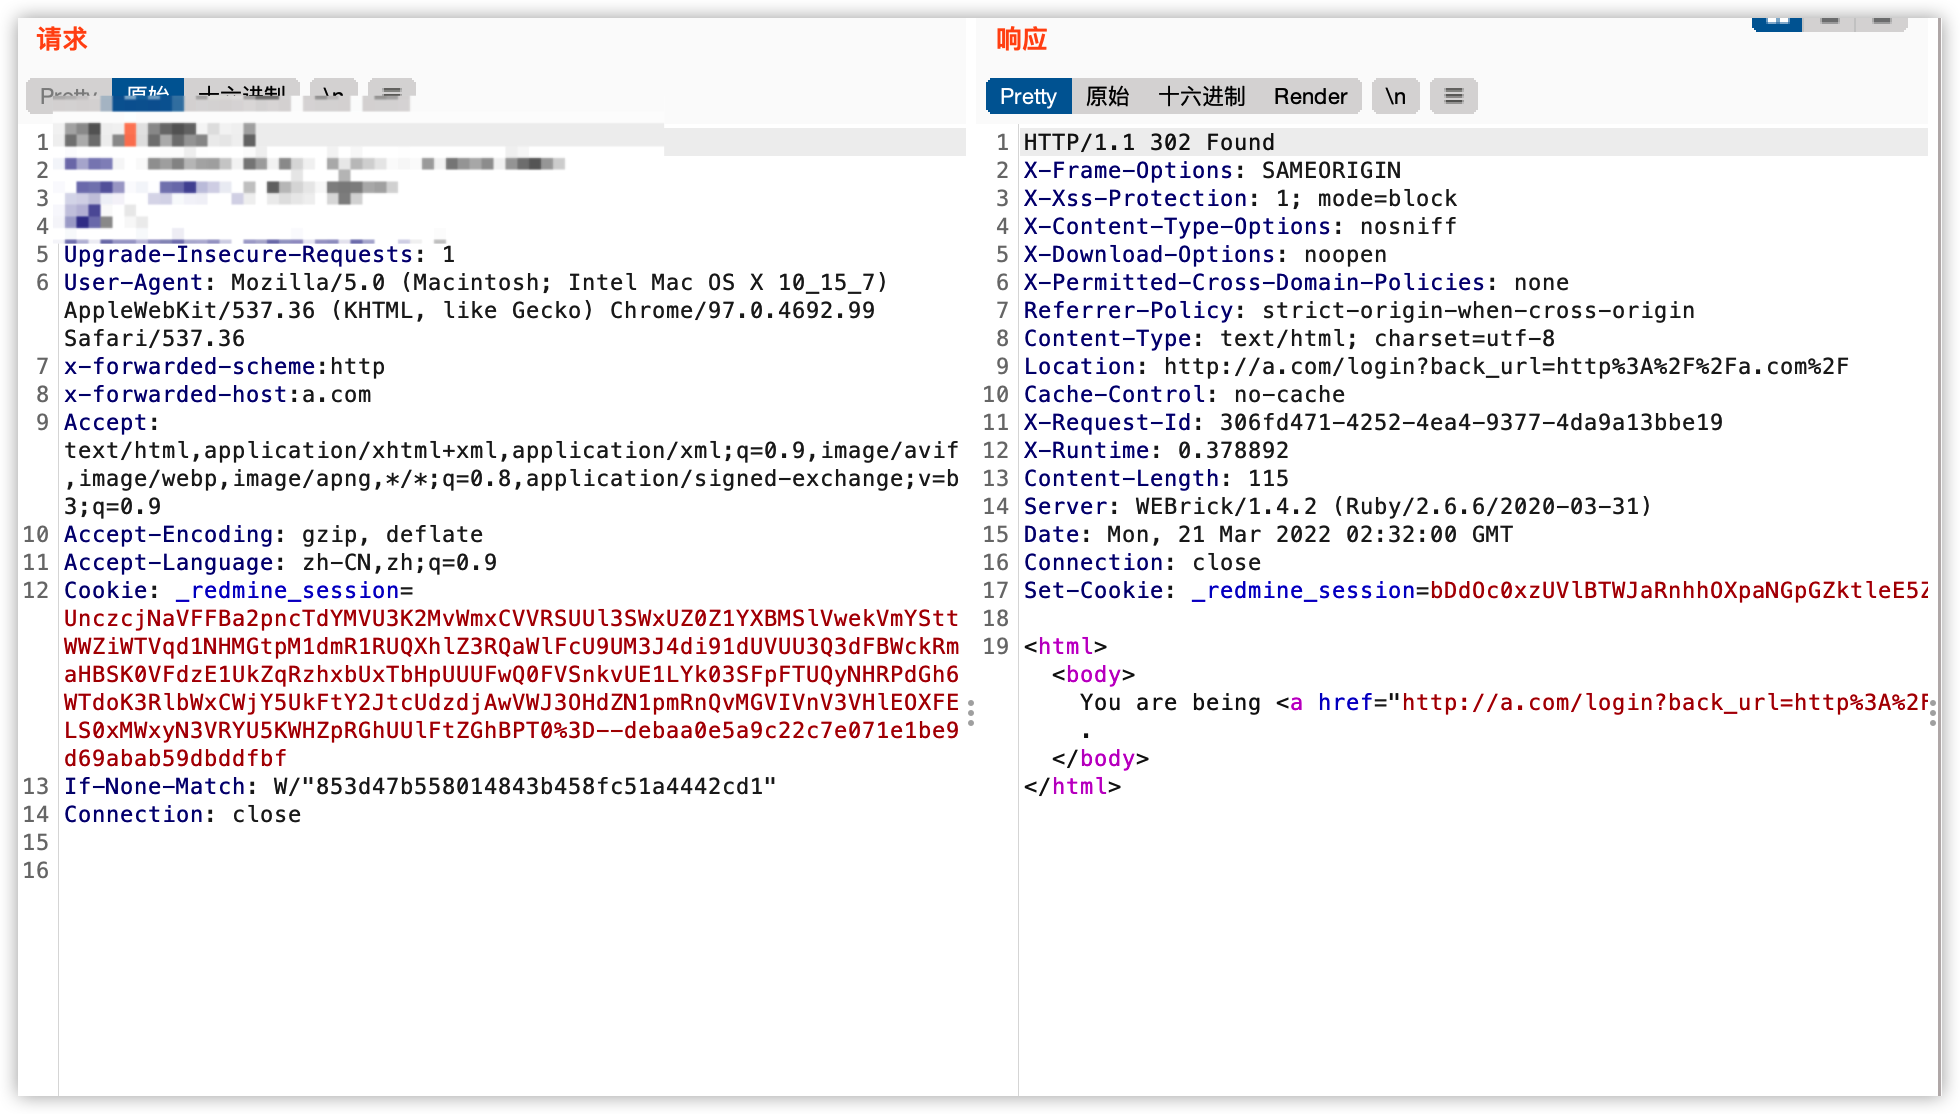 请求
Pretty 原始 十六进制 \n
1
2
3
4
5 Upgrade-Insecure-Requests: 1
6 User-Agent: Mozilla/5.0 (Macintosh; Intel Mac OS X 10_15_7)
AppleWebKit/537.36 (KHTML, like Gecko) Chrome/97.0.4692.99
Safari/537.36
7 x-forwarded-scheme:http
8 x-forwarded-host:a.com
9 Accept:
text/html,application/xhtml+xml,application/xml;q=0.9,image/avif
,image/webp,image/apng,*/*;q=0.8,application/signed-exchange;v=b
3;q=0.9
10 Accept-Encoding: gzip, deflate
11 Accept-Language: zh-CN,zh;q=0.9
12 Cookie: _redmine_session=
UnczcjNaVFFBa2pncTdYMVU3K2MvWmxCVVRSUUl3SWxUZ0Z1YXBMSlVwekVmYStt
WWZiWTVqd1NHMGtpM1dmR1RUQXhlZ3RQaWlFcU9UM3J4di91dUVUU3Q3dFBWckRm
aHBSK0VFdzE1UkZqRzhxbUxTbHpUUUFwQ0FVSnkvUE1LYk03SFpFTUQyNHRPdGh6
WTdoK3RlbWxCWjY5UkFtY2JtcUdzdjAwVWJ3OHdZN1pmRnQvMGVIVnV3VHlEOXFE
LS0xMWxyN3VRYU5KWHZpRGhUUlFtZGhBPT0%3D--debaa0e5a9c22c7e071e1be9
d69abab59dbddfbf
13 If-None-Match: W/"853d47b558014843b458fc51a4442cd1"
14 Connection: close
15
16
响应
Pretty 原始 十六进制 Render \n
1 HTTP/1.1 302 Found
2 X-Frame-Options: SAMEORIGIN
3 X-Xss-Protection: 1; mode=block
4 X-Content-Type-Options: nosniff
5 X-Download-Options: noopen
6 X-Permitted-Cross-Domain-Policies: none
7 Referrer-Policy: strict-origin-when-cross-origin
8 Content-Type: text/html; charset=utf-8
9 Location: http://a.com/login?back_url=http%3A%2F%2Fa.com%2F
10 Cache-Control: no-cache
11 X-Request-Id: 306fd471-4252-4ea4-9377-4da9a13bbe19
12 X-Runtime: 0.378892
13 Content-Length: 115
14 Server: WEBrick/1.4.2 (Ruby/2.6.6/2020-03-31)
15 Date: Mon, 21 Mar 2022 02:32:00 GMT
16 Connection: close
17 Set-Cookie: _redmine_session=bDdOc0xzUVlBTWJaRnhhOXpaNGpGZktleE5Z
18
19 <html>
<body>
You are being <a href="http://a.com/login?back_url=http%3A%2F
.
</body>
</html>